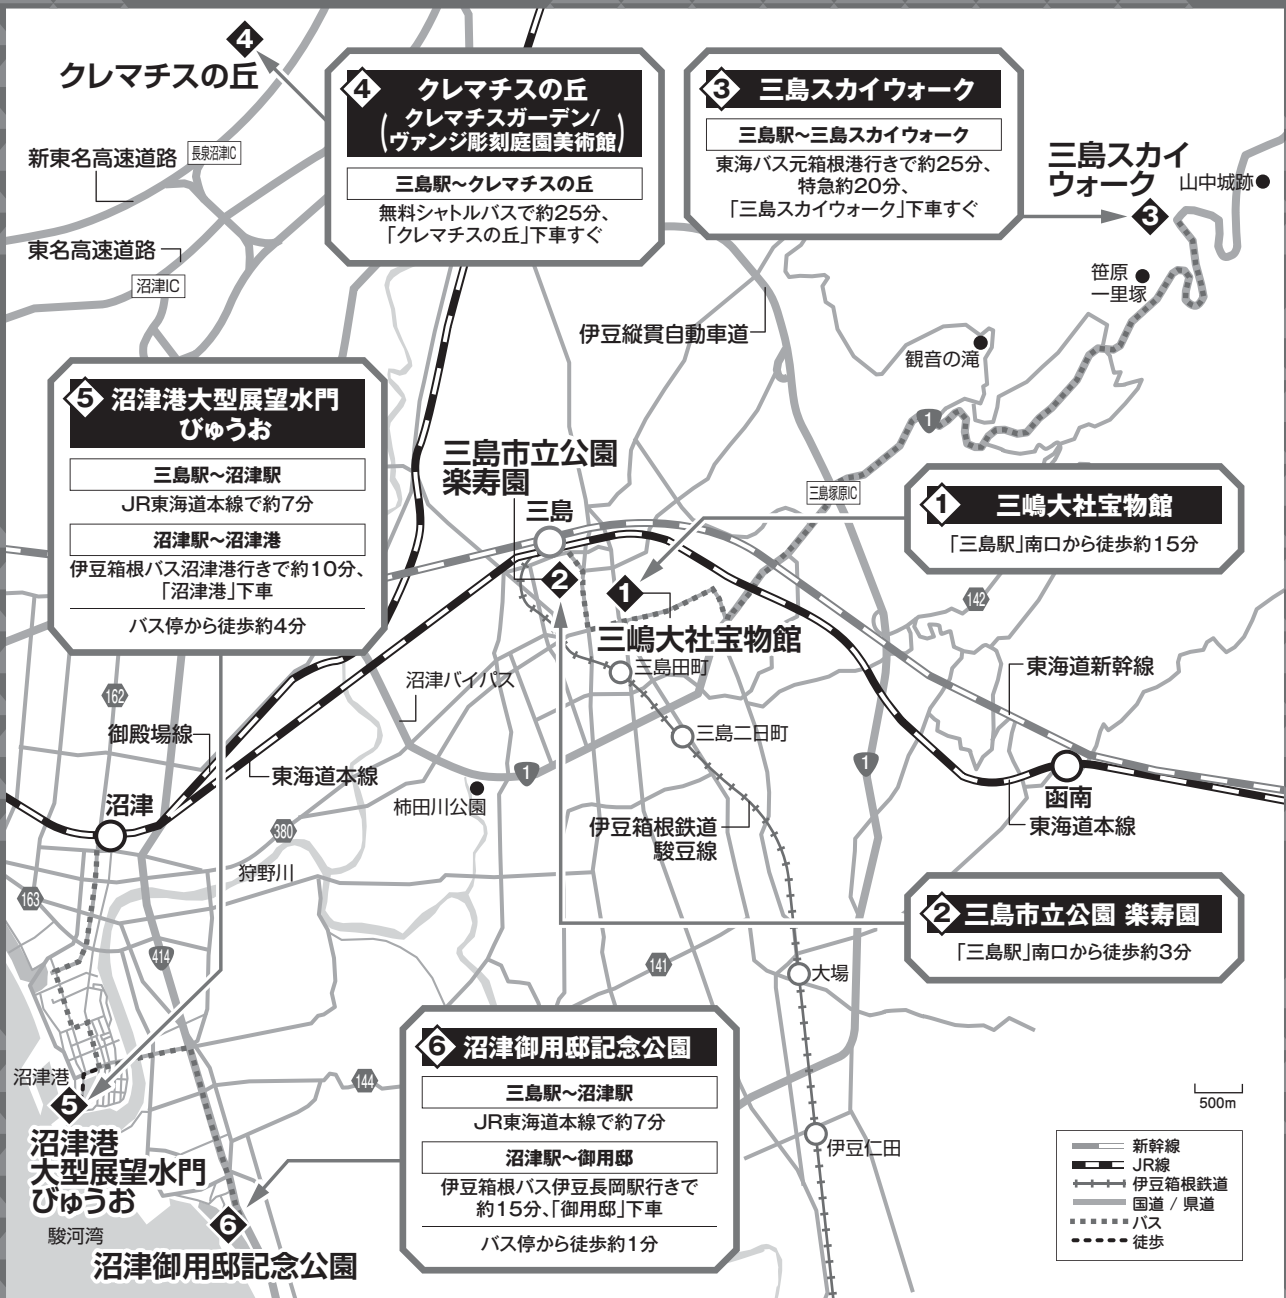 4
クレマチスの丘
新東名高速道路
長泉沼津IC
東名高速道路
沼津IC
4 クレマチスの丘
(クレマチスガーデン/
ヴァンジ彫刻庭園美術館)
三島駅〜クレマチスの丘
無料シャトルバスで約25分、
「クレマチスの丘」下車すぐ
3 三島スカイウォーク
三島駅〜三島スカイウォーク
東海バス元箱根港行きで約25分、
特急約20分、
「三島スカイウォーク」下車すぐ
三島スカイ
ウォーク
3
山中城跡
笹原
一里塚
伊豆縦貫自動車道
観音の滝
1
三島塚原IC
5 沼津港大型展望水門
びゅうお
三島駅〜沼津駅
JR東海道本線で約7分
沼津駅〜沼津港
伊豆箱根バス沼津港行きで約10分、
「沼津港」下車
バス停から徒歩約4分
三島市立公園
楽寿園
三島
2
1
三嶋大社宝物館
1 三嶋大社宝物館
「三島駅」南口から徒歩約15分
142
三島田町
三島二日町
沼津バイパス
162
御殿場線
東海道本線
東海道新幹線
1
1
柿田川公園
沼津
380
狩野川
伊豆箱根鉄道
駿豆線
函南
東海道本線
163
414
141
大場
2 三島市立公園 楽寿園
「三島駅」南口から徒歩約3分
6 沼津御用邸記念公園
三島駅〜沼津駅
JR東海道本線で約7分
沼津駅〜御用邸
伊豆箱根バス伊豆長岡駅行きで
約15分、「御用邸」下車
バス停から徒歩約1分
144
沼津港
5
沼津港
大型展望水門
びゅうお
駿河湾
6
沼津御用邸記念公園
伊豆仁田
500m
新幹線
JR線
伊豆箱根鉄道
国道 / 県道
バス
徒歩